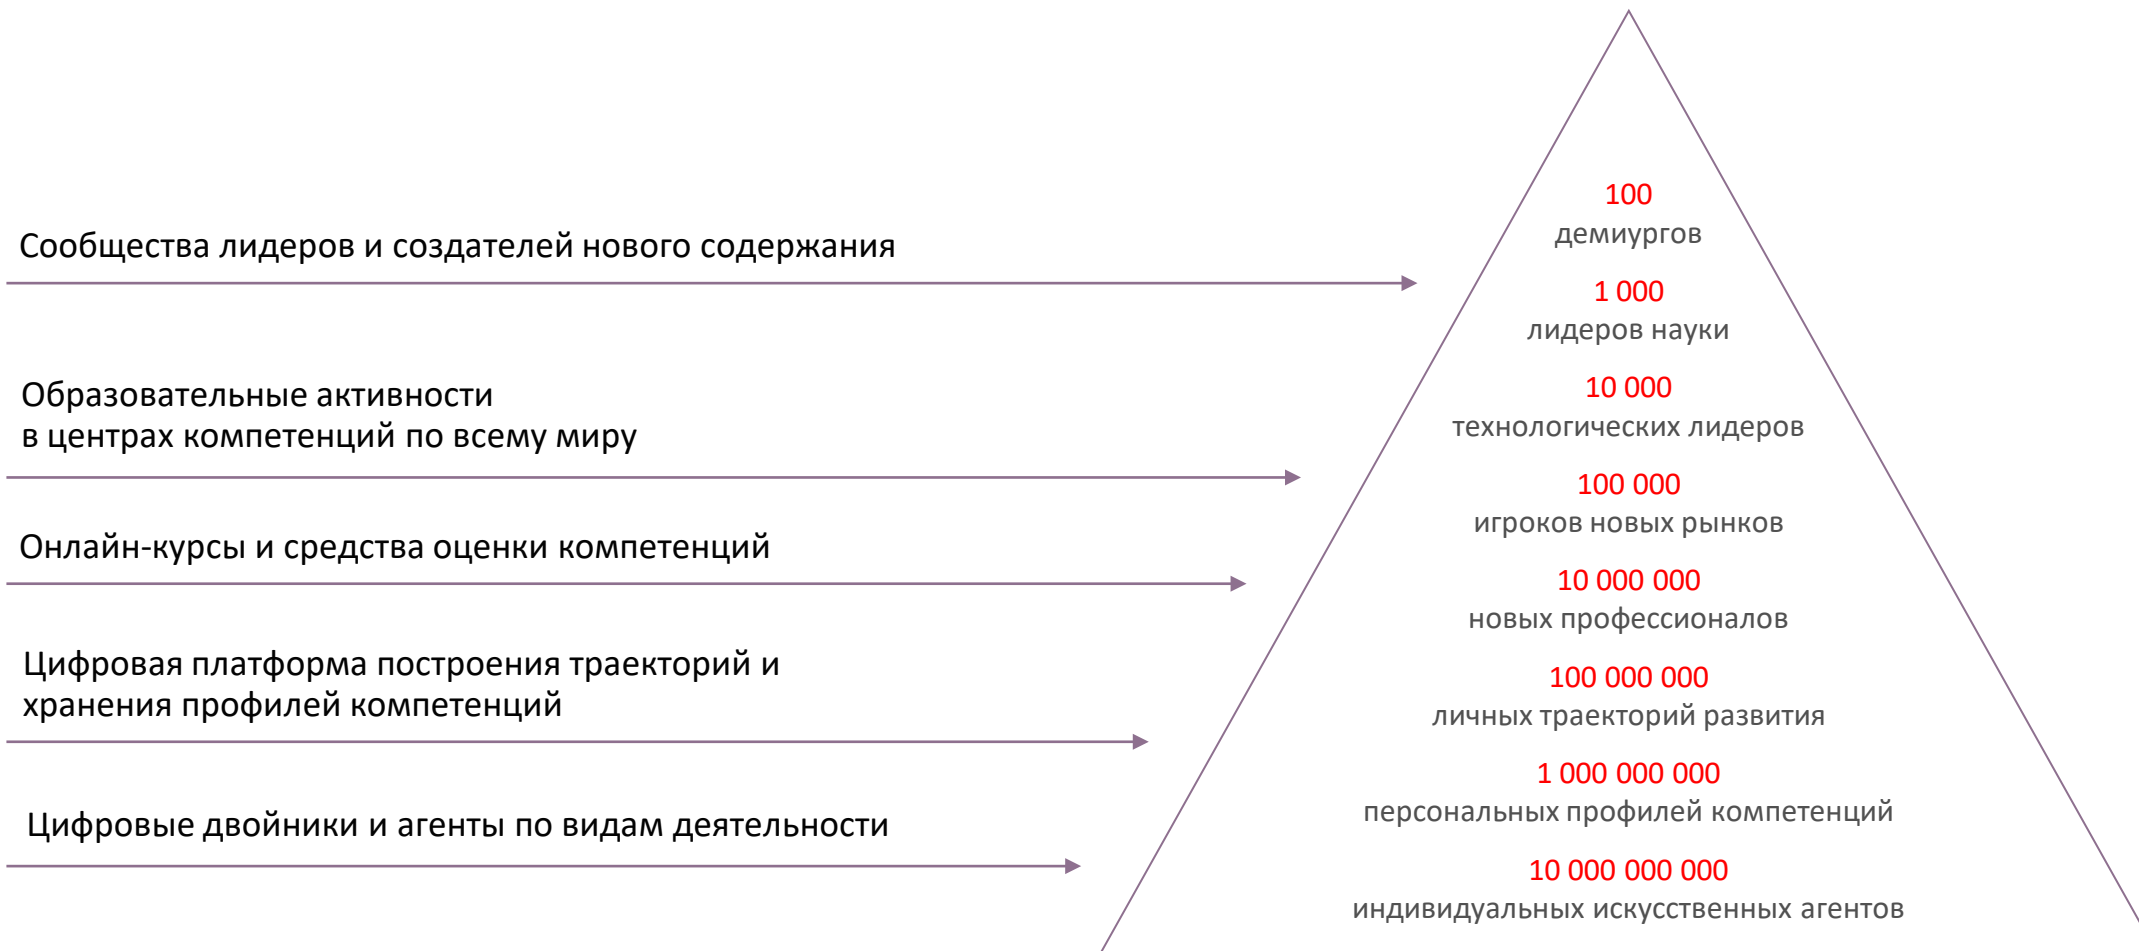 Сообщества лидеров и создателей нового содержания
Образовательные активности
в центрах компетенций по всему миру
Онлайн-курсы и средства оценки компетенций
Цифровая платформа построения траекторий и
хранения профилей компетенций
Цифровые двойники и агенты по видам деятельности
100
демиургов
1 000
лидеров науки
10 000
технологических лидеров
100 000
игроков новых рынков
10 000 000
новых профессионалов
100 000 000
личных траекторий развития
1 000 000 000
персональных профилей компетенций
10 000 000 000
индивидуальных искусственных агентов